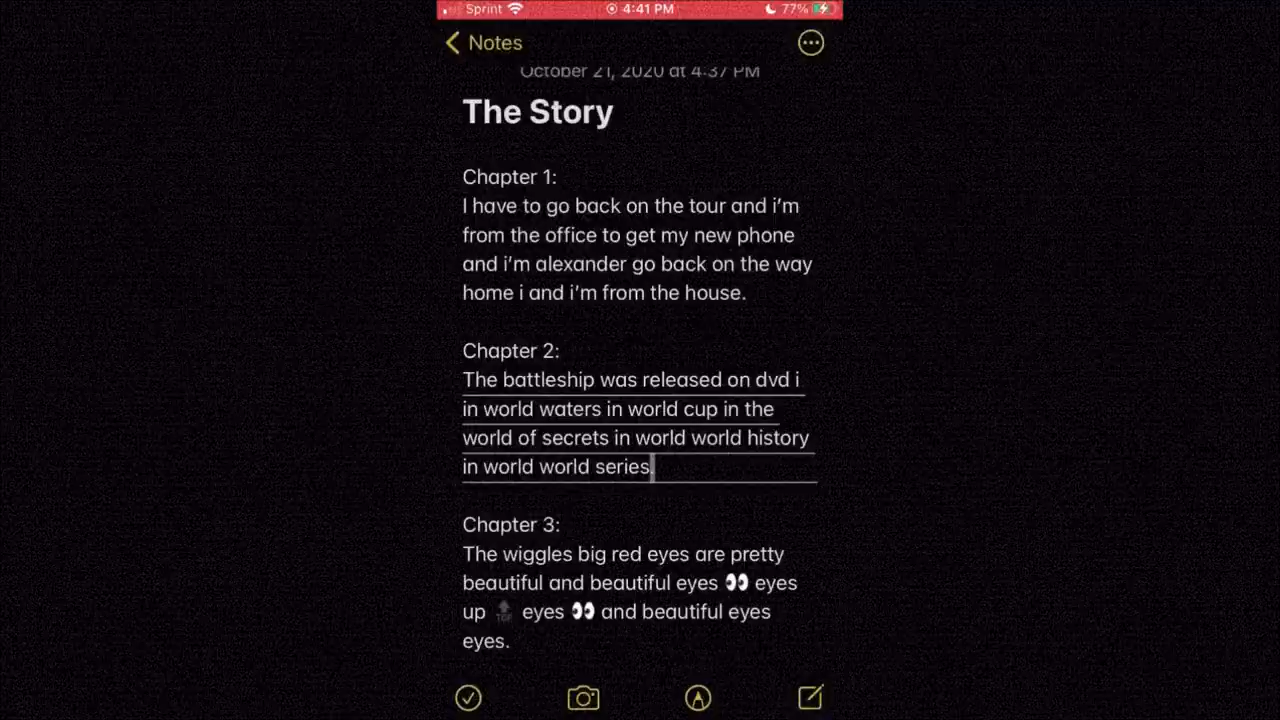 Sprint 4:41 PM 77%
Notes
October 21, 2020 at 4:37 PM
The Story
Chapter 1:
I have to go back on the tour and i’m
from the office to get my new phone
and i’m alexander go back on the way
home i and i’m from the house.
Chapter 2:
The battleship was released on dvd i
in world waters in world cup in the
world of secrets in world world history
in world world series.
Chapter 3:
The wiggles big red eyes are pretty
beautiful and beautiful eyes 👀 eyes
up 🔝 eyes 👀 and beautiful eyes
eyes.